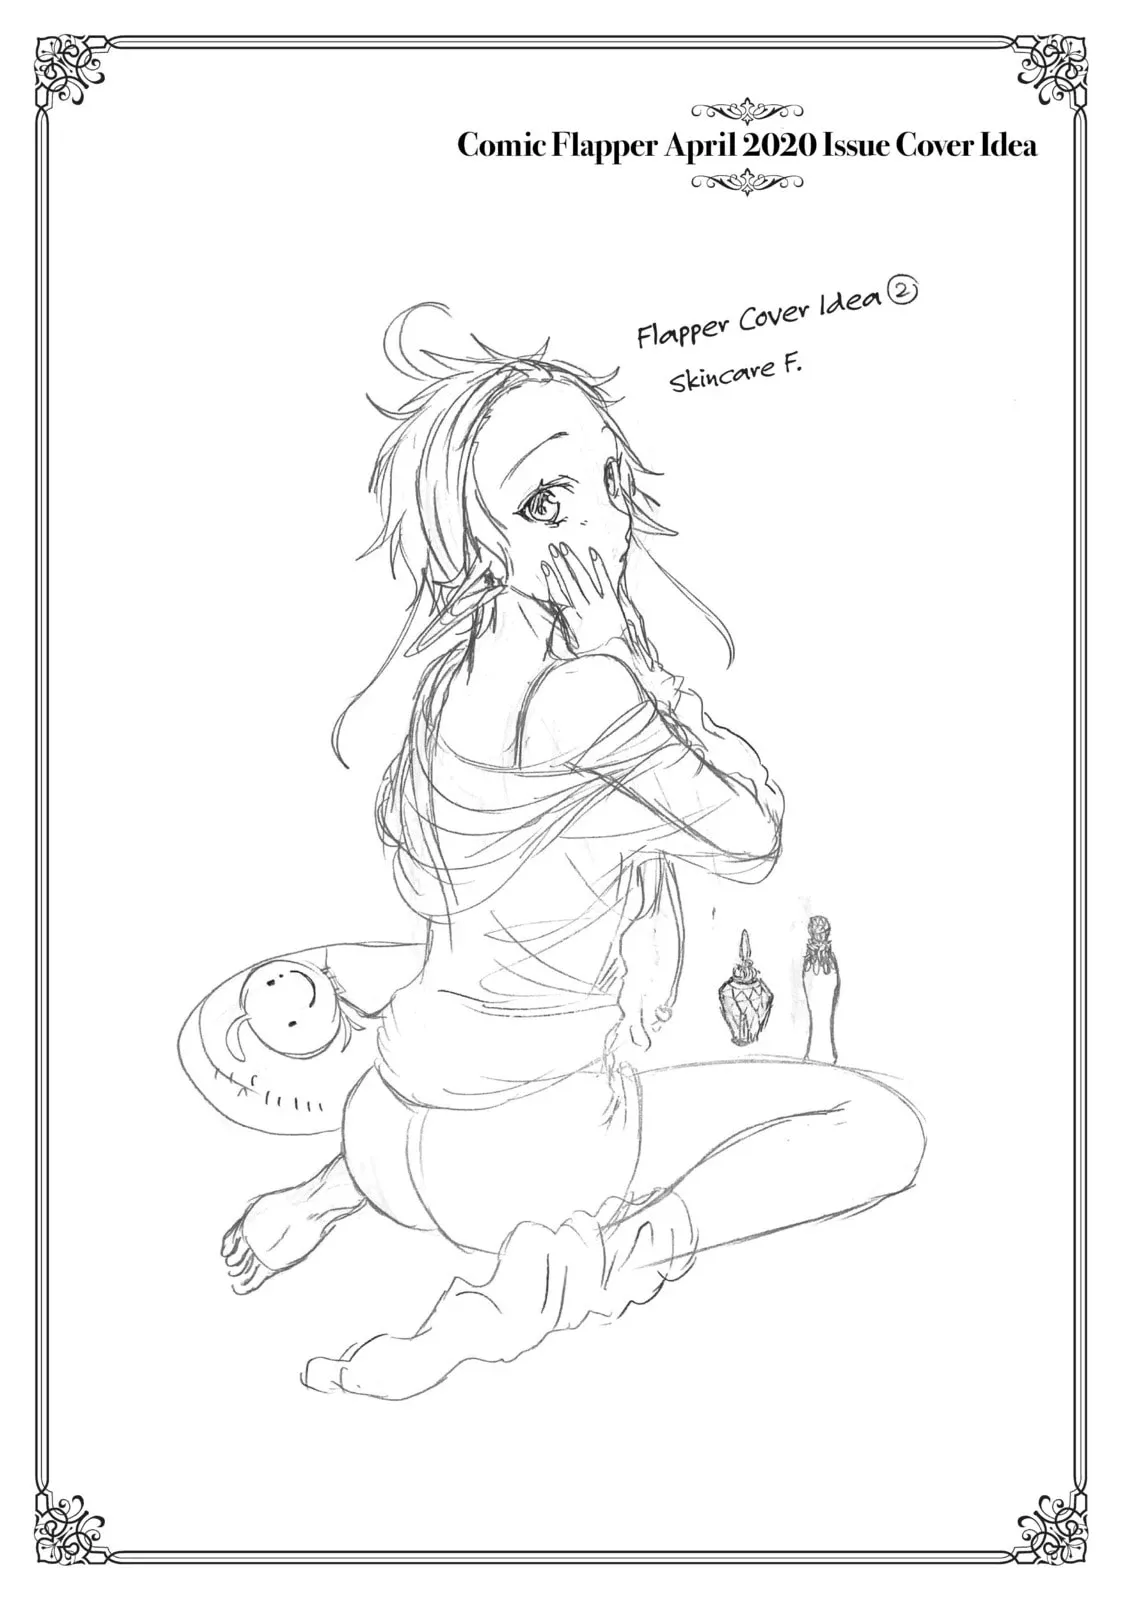 Comic Flapper April 2020 Issue Cover Idea
Flapper Cover Idea ②
Skincare F.